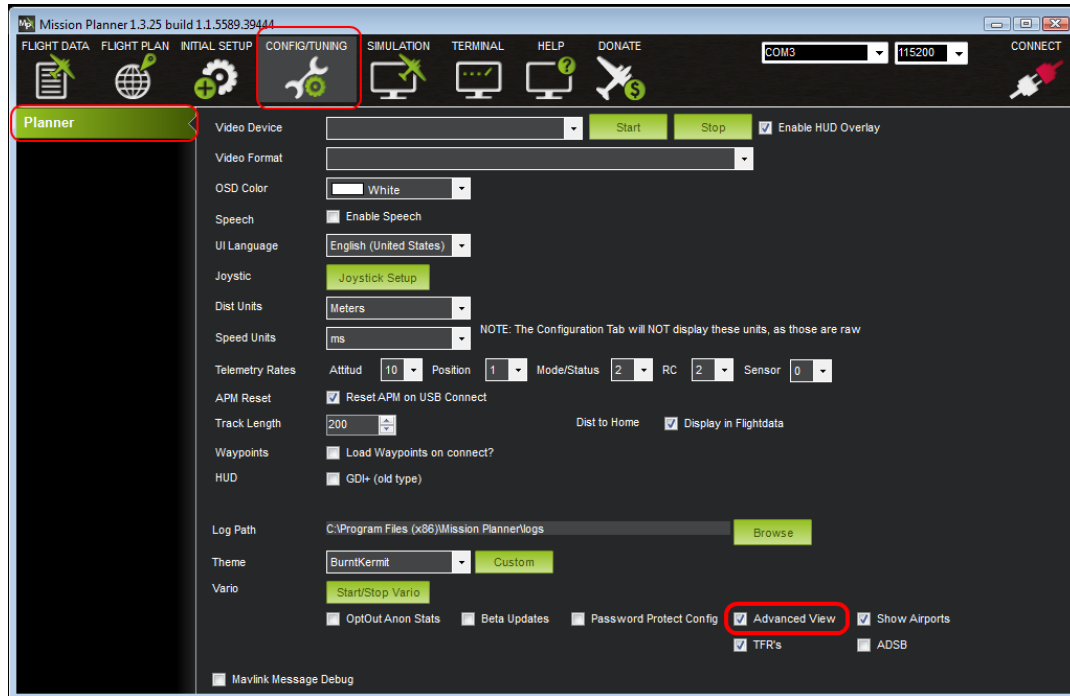 Mission Planner 1.3.25 build 1.1.5589.39444
FLIGHT DATA FLIGHT PLAN INITIAL SETUP CONFIG/TUNING SIMULATION TERMINAL HELP DONATE COM3 115200 CONNECT
Planner
Video Device Start Stop Enable HUD Overlay
Video Format
OSD Color White
Speech Enable Speech
UI Language English (United States)
Joystic Joystick Setup
Dist Units Meters
Speed Units ms NOTE: The Configuration Tab will NOT display these units, as those are raw
Telemetry Rates Attitud 10 Position 1 Mode/Status 2 RC 2 Sensor 0
APM Reset Reset APM on USB Connect
Track Length 200 Dist to Home Display in Flightdata
Waypoints Load Waypoints on connect?
HUD GDI+ (old type)
Log Path C:\Program Files (x86)\Mission Planner\logs Browse
Theme BurntKermit Custom
Vario Start/Stop Vario
OptOut Anon Stats Beta Updates Password Protect Config Advanced View Show Airports
TFR's ADSB
Mavlink Message Debug